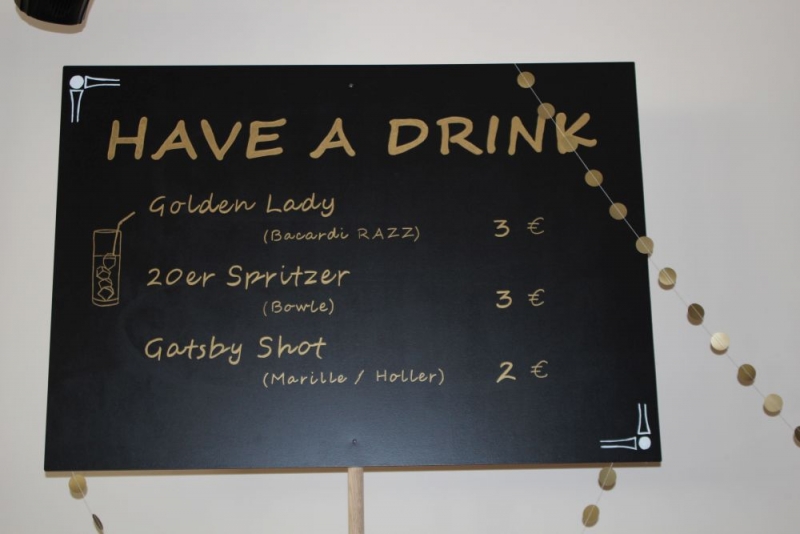 HAVE A DRINK
Golden Lady
(Bacardi RAZZ) 3 €
20er Spritzer
(Bowle) 3 €
Gatsby Shot
(Marille / Holler) 2 €